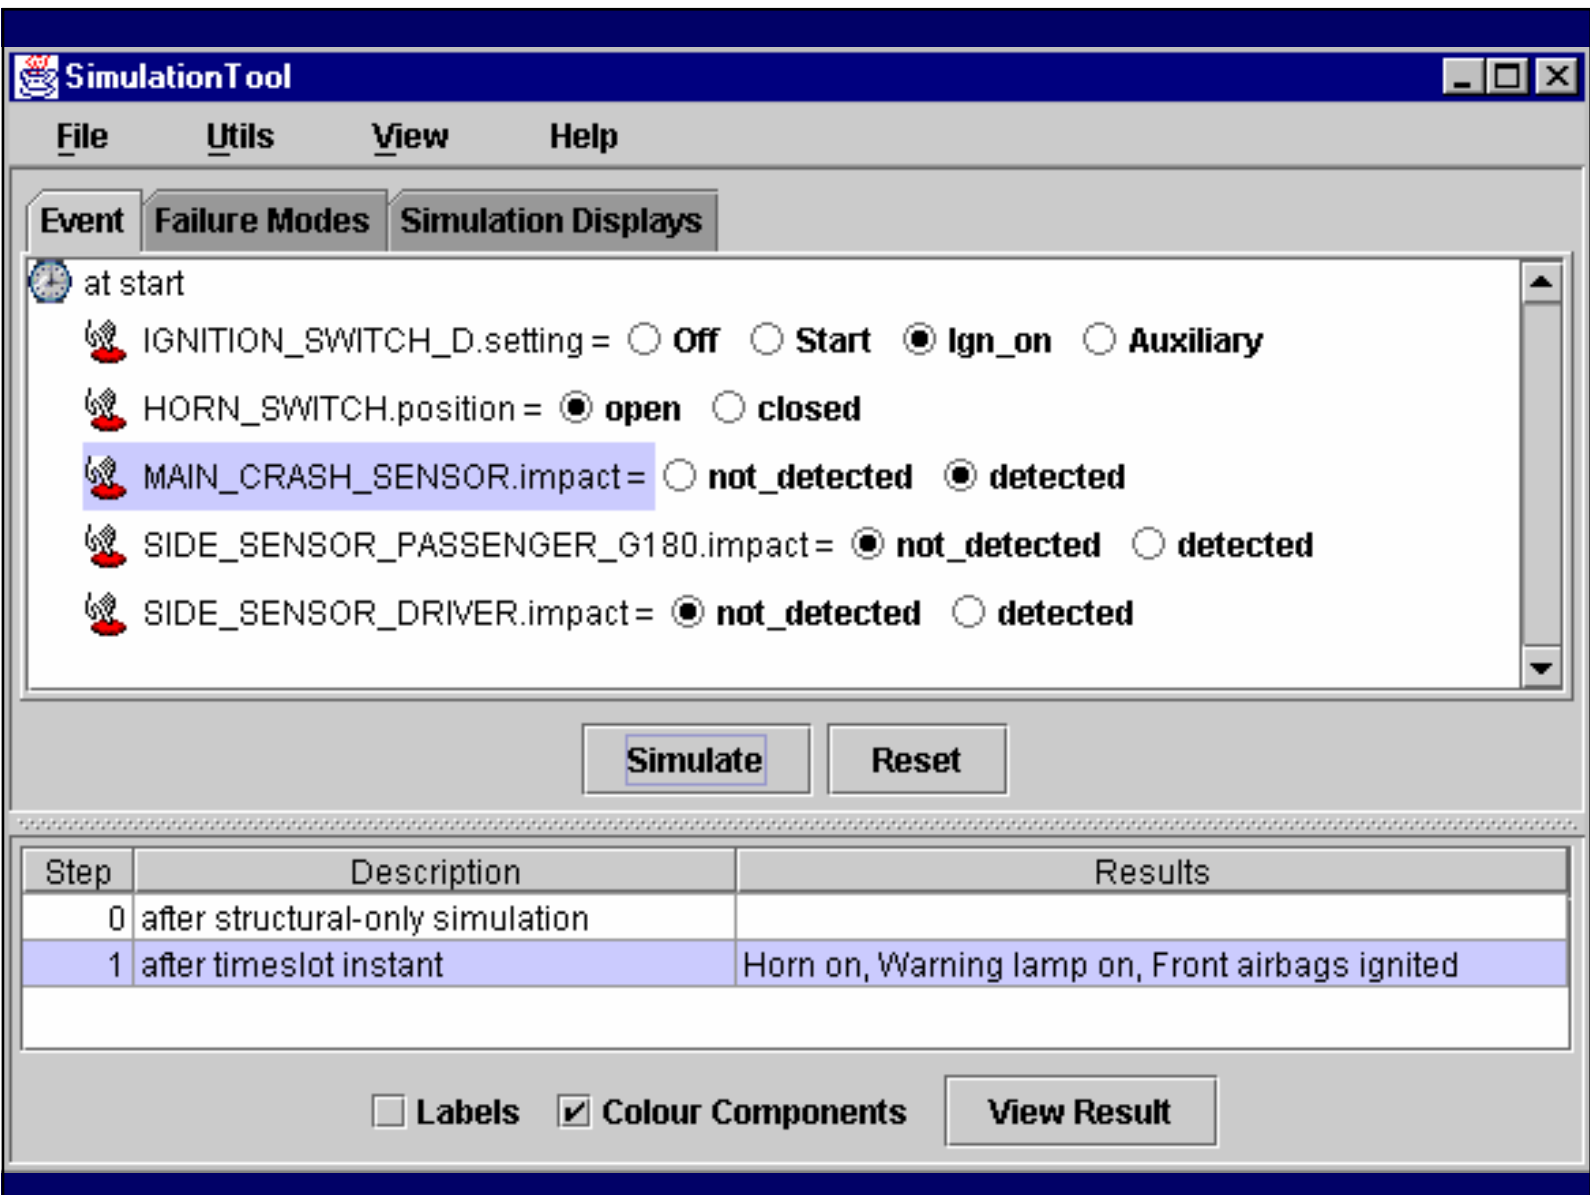 SimulationTool
File Utils View Help
Event Failure Modes Simulation Displays
at start
IGNITION_SWITCH_D.setting = Off Start Ign_on Auxiliary
HORN_SWITCH.position = open closed
MAIN_CRASH_SENSOR.impact = not_detected detected
SIDE_SENSOR_PASSENGER_G180.impact = not_detected detected
SIDE_SENSOR_DRIVER.impact = not_detected detected
Simulate Reset
Step Description Results
0 after structural-only simulation
1 after timeslot instant Horn on, Warning lamp on, Front airbags ignited
Labels Colour Components View Result